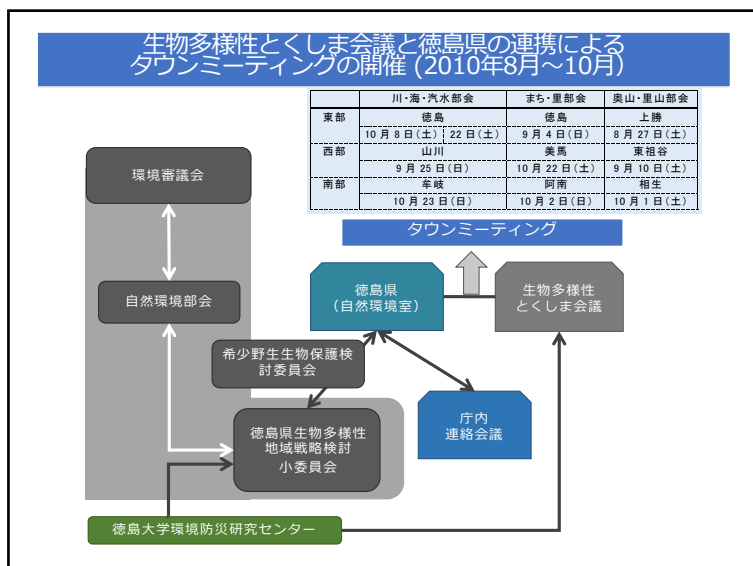 生物多様性とくしま会議と徳島県の連携による
タウンミーティングの開催 (2010年8月～10月)
川・海・汽水部会 まち・里部会 奥山・里山部会
東部 徳島 徳島 上勝
10月8日(土) 22日(土) 9月4日(日) 8月27日(土)
西部 山川 美馬 東祖谷
9月25日(日) 10月22日(土) 9月10日(土)
南部 牟岐 阿南 相生
10月23日(日) 10月2日(日) 10月1日(土)
タウンミーティング
環境審議会
自然環境部会
徳島県
(自然環境室)
生物多様性
とくしま会議
希少野生生物保護検
討委員会
庁内
連絡会議
徳島県生物多様性
地域戦略検討
小委員会
徳島大学環境防災研究センター